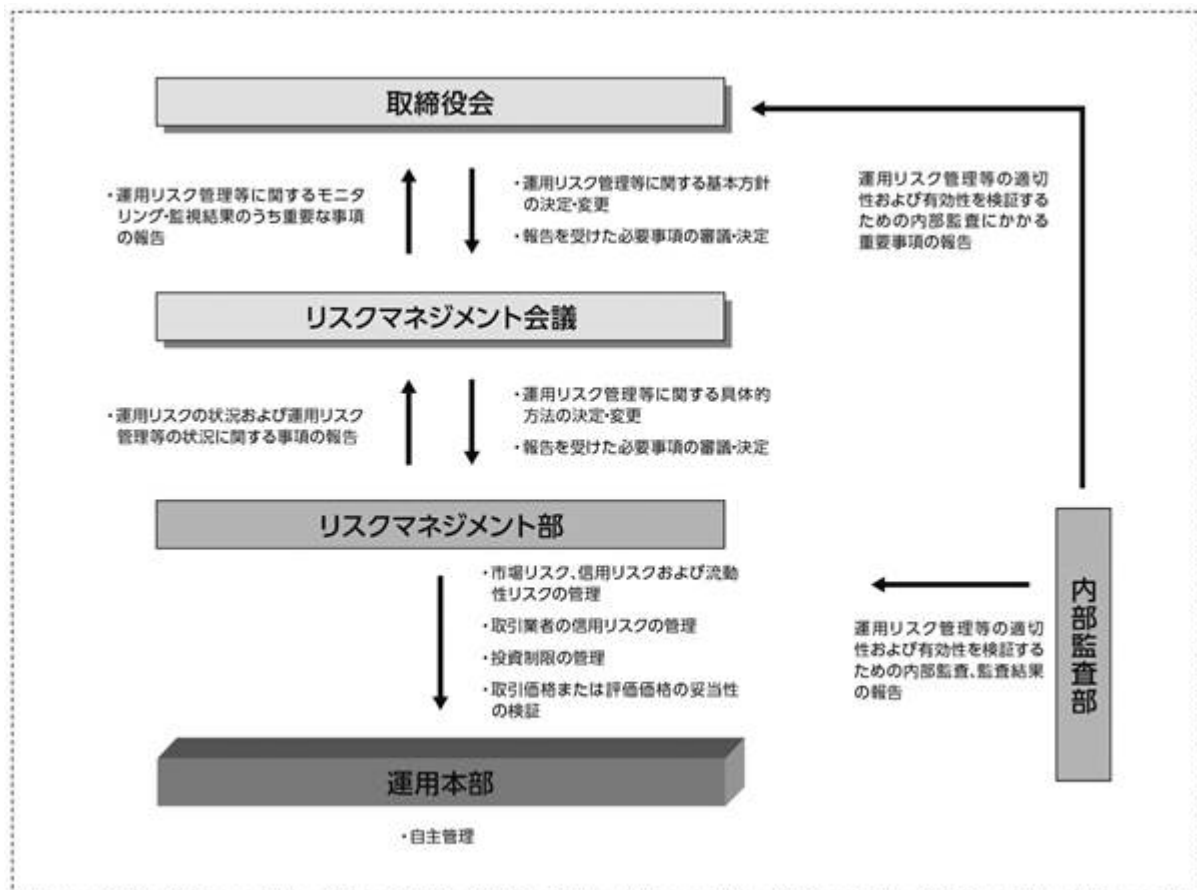 取締役会
・運用リスク管理等に関するモニタ
リング・監視結果のうち重要な事項
の報告
・運用リスク管理等に関する基本方針
の決定・変更
・報告を受けた必要事項の審議・決定
運用リスク管理等の適切
性および有効性を検証する
ための内部監査にかかる
重要事項の報告
リスクマネジメント会議
・運用リスクの状況および運用リスク
管理等の状況に関する事項の報告
・運用リスク管理等に関する具体的
方法の決定・変更
・報告を受けた必要事項の審議・決定
リスクマネジメント部
・市場リスク、信用リスクおよび流動
性リスクの管理
・取引業者の信用リスクの管理
・投資制限の管理
・取引価格または評価価格の妥当性
の検証
運用リスク管理等の適切
性および有効性を検証する
ための内部監査、監査結果
の報告
内部監査部
運用本部
・自主管理